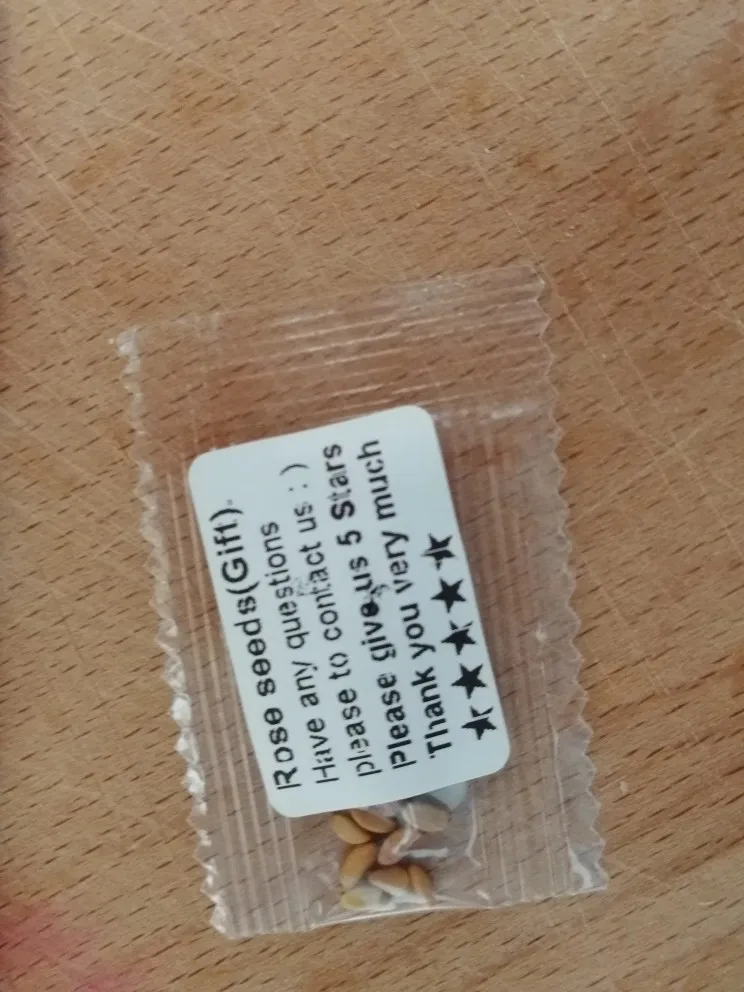 Rose seeds(Gift).
Have any questions
please to contact us : )
Please give us 5 Stars
Thank you very much
★★★★★